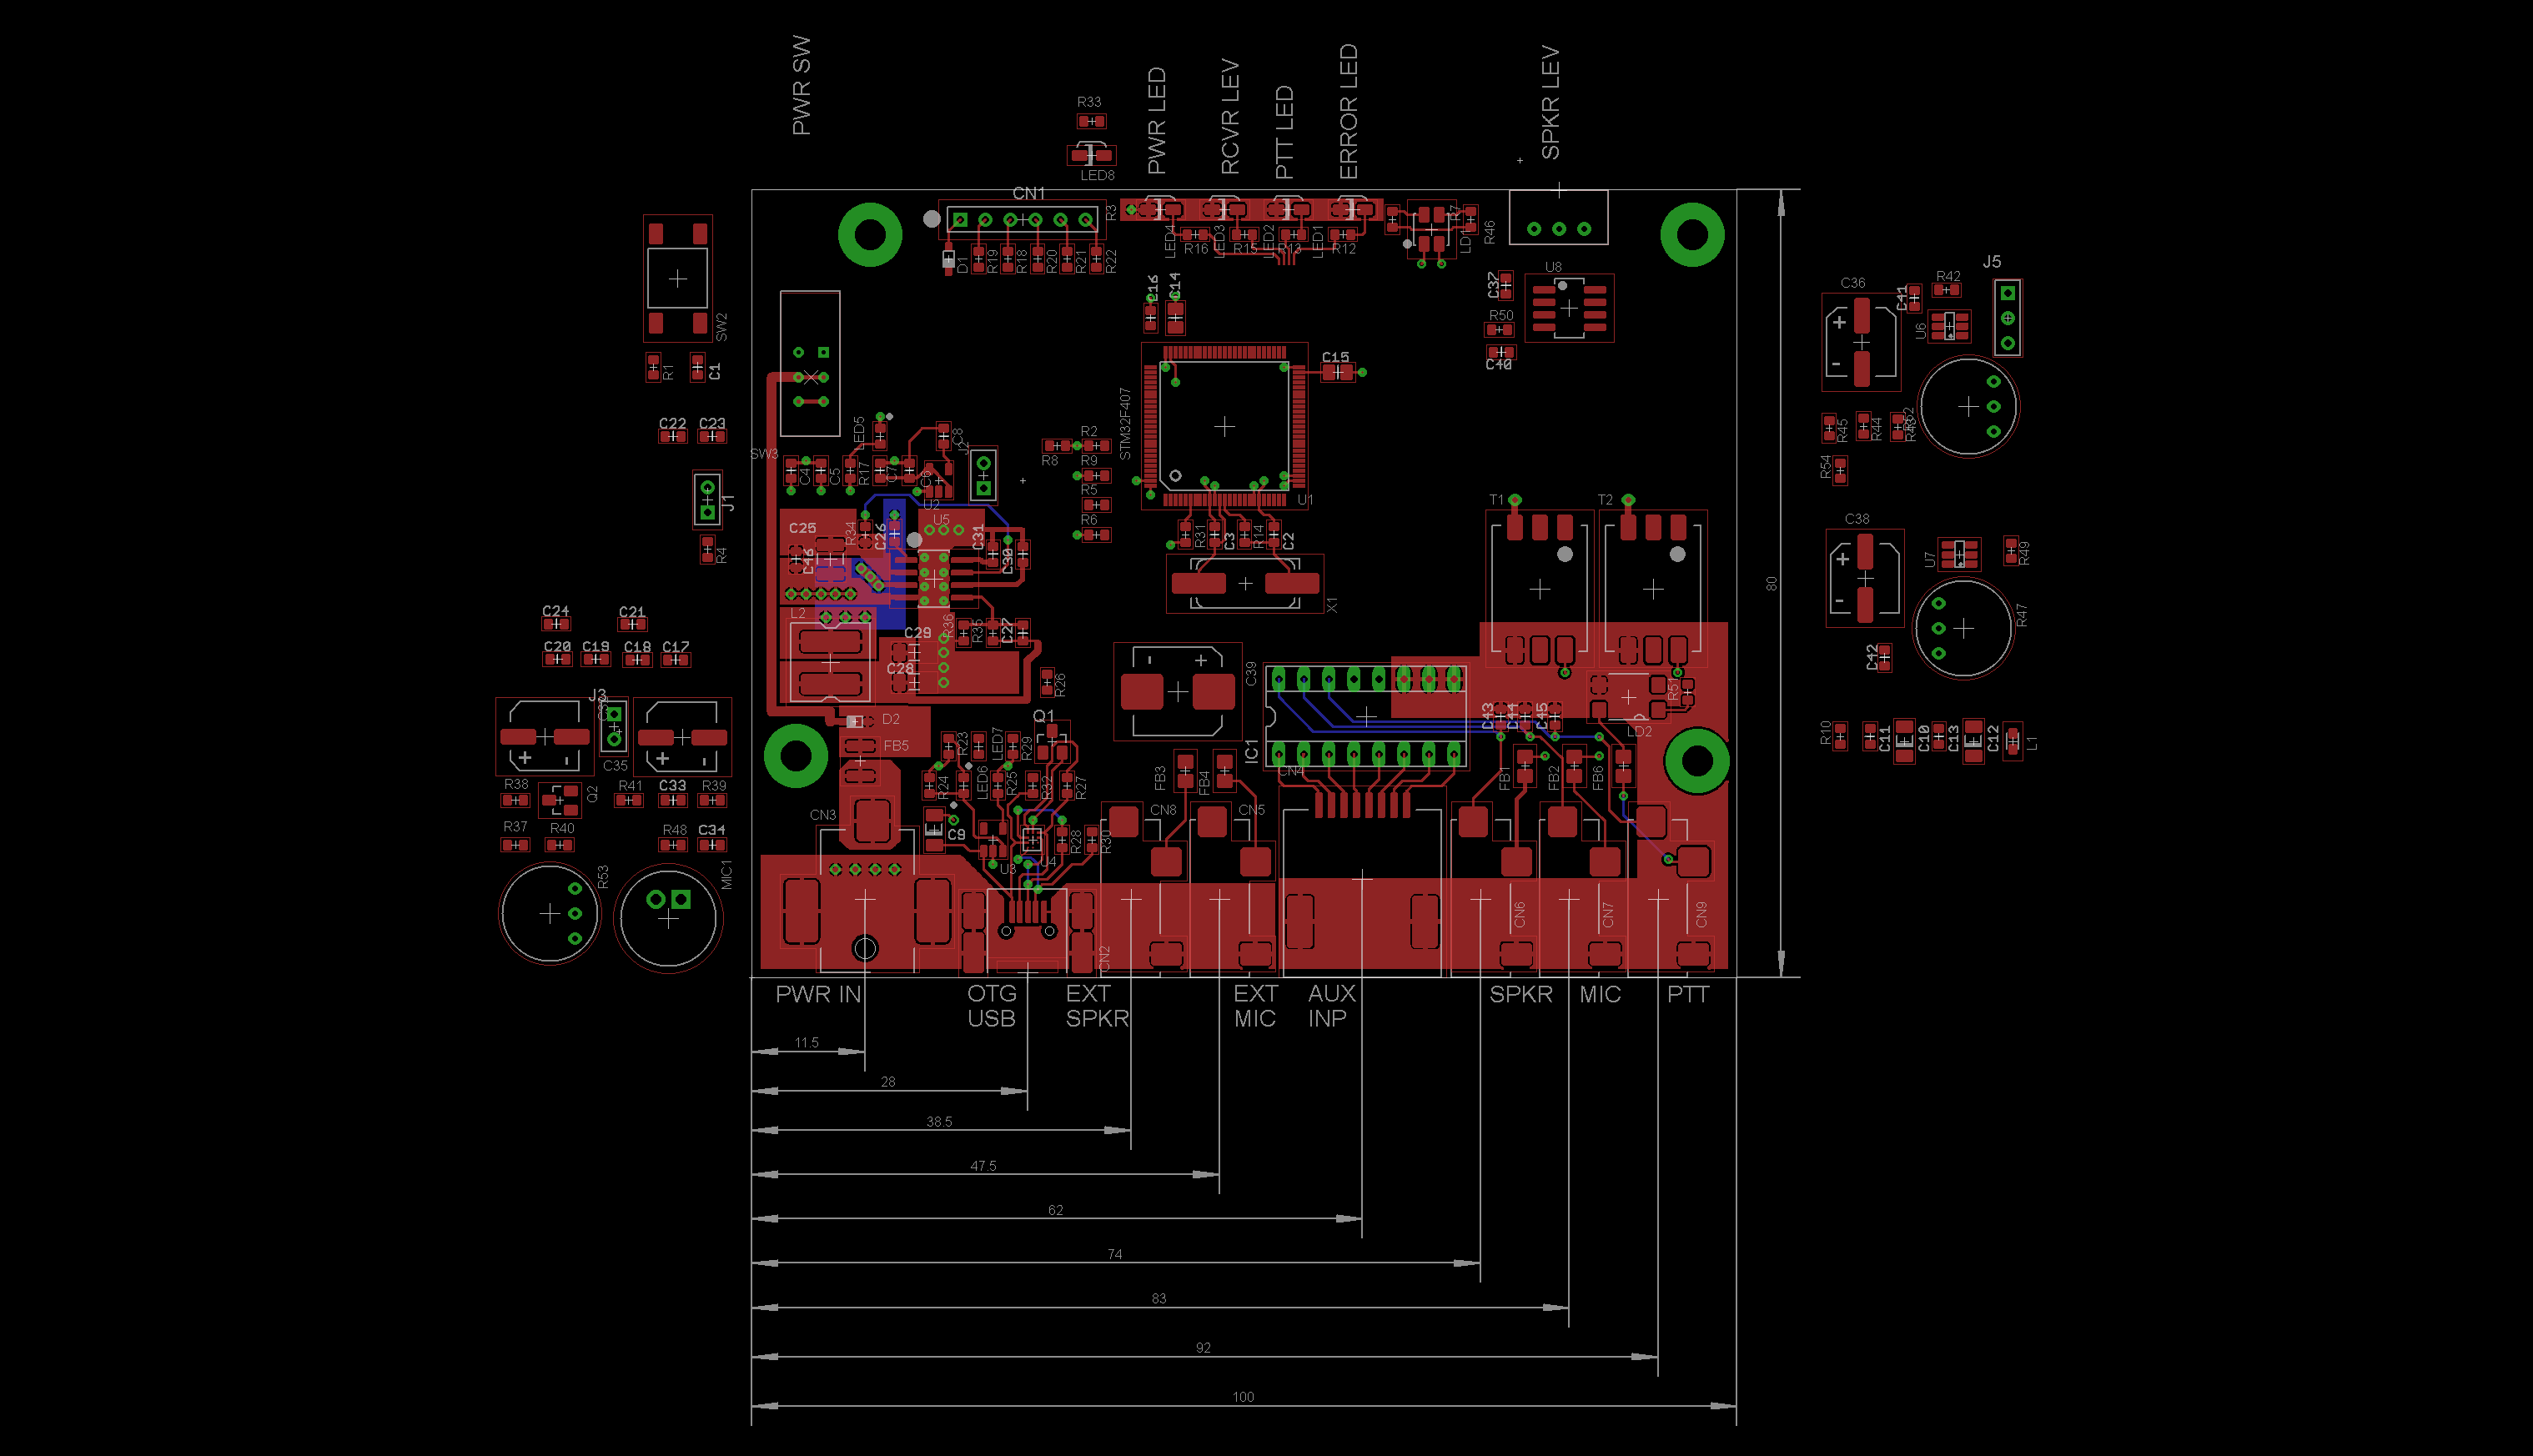 PWR SW
PWR LED
RCVR LEV
PTT LED
ERROR LED
SPKR LEV
R33
LED8
CN1
R3
D1
R19
R18
R20
R21
R22
LED4
R16
LED3
R15
LED2
R13
LED1
R12
R7
LD1
R46
SW2
R1
C1
C22
C23
J1
R4
SW3
C16
C14
C37
U8
R50
C40
C15
STM32F407
U1
LED5
C8
J2
C4
C5
R17
C7
C6
U2
R8
R2
R9
R5
R6
C25
C46
R34
C26
U5
C31
C30
R31
C3
R14
C2
X1
T1
T2
80
L2
C29
C28
R36
R35
C27
R26
C39
IC1
CN4
C43
C44
C45
R51
LD2
D2
FB5
R23
LED7
R29
Q1
R24
LED6
R25
R32
R27
FB3
FB4
FB1
FB2
FB6
CN3
C9
U3
U4
R28
R30
CN8
CN5
CN2
CN6
CN7
CN9
C24
C21
C20
C19
C18
C17
J3
C35
R38
Q2
R41
C33
R39
R37
R40
R48
C34
R53
MIC1
C36
C41
R42
J5
U6
R45
R44
R54
C38
U7
R49
R47
C42
R10
C11
C10
C13
C12
L1
PWR IN
OTG
USB
EXT
SPKR
EXT
MIC
AUX
INP
SPKR
MIC
PTT
11.5
28
38.5
47.5
62
74
83
92
100